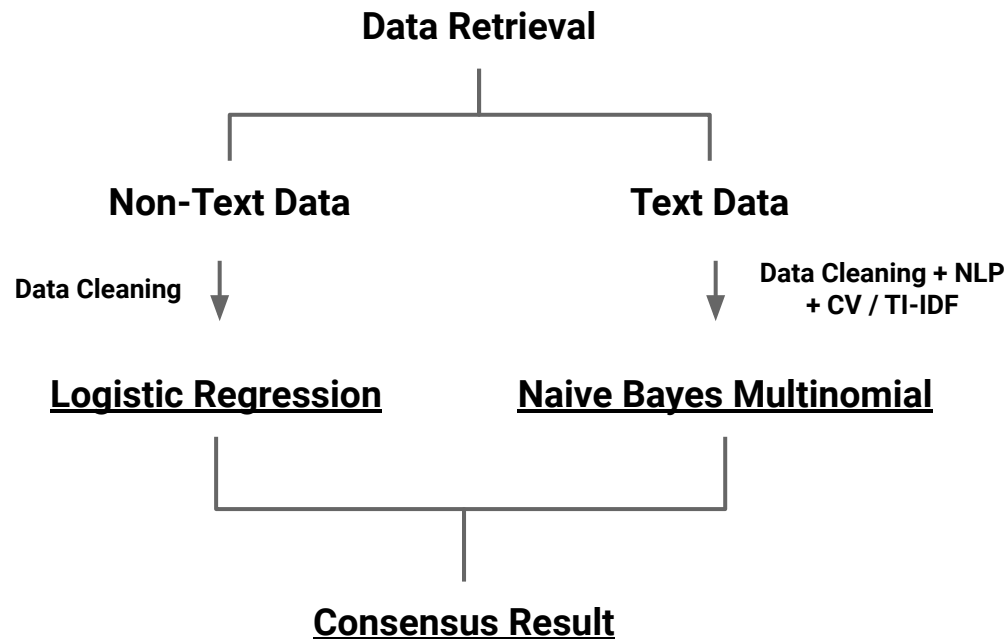 Data Retrieval
Non-Text Data
Text Data
Data Cleaning
Data Cleaning + NLP
+ CV / TI-IDF
Logistic Regression
Naive Bayes Multinomial
Consensus Result